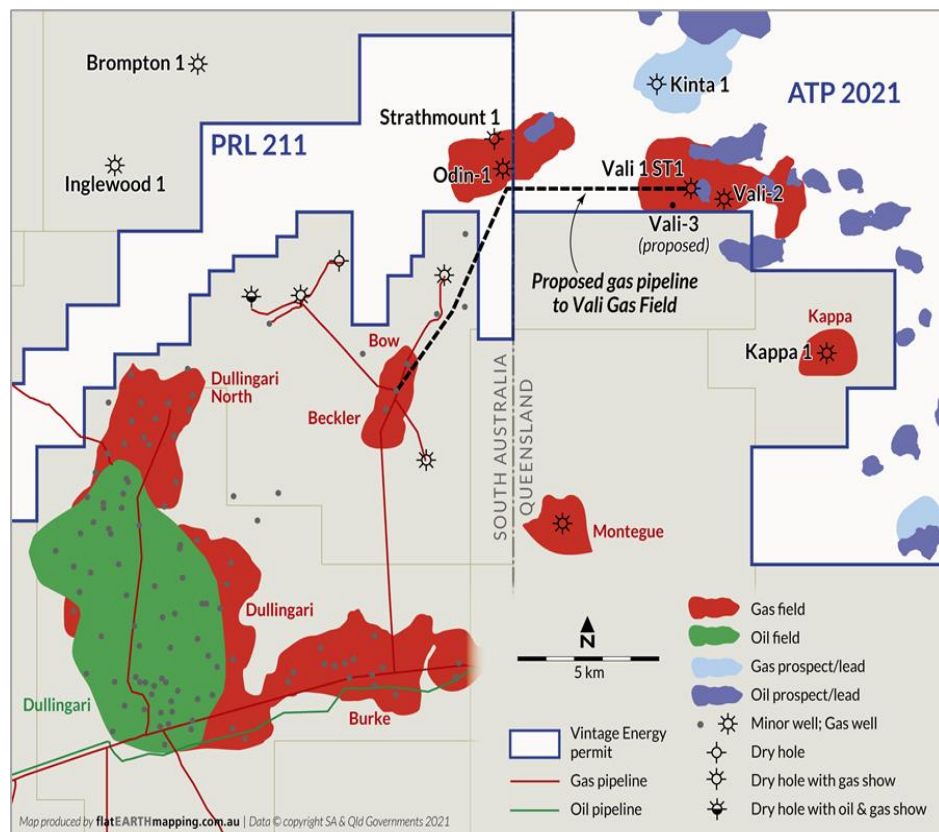 Brompton 1
Kinta 1
ATP 2021
Strathmount 1
PRL 211
Odin-1
Vali 1 ST1
Inglewood 1
Vali-2
Vali-3
(proposed)
Proposed gas pipeline
to Vali Gas Field
Kappa
Kappa 1
Bow
Dullingari
North
Beckler
SOUTH AUSTRALIA
QUEENSLAND
Montegue
Dullingari
Dullingari
Burke
N
5 km
Gas field
Oil field
Gas prospect/lead
Oil prospect/lead
Minor well; Gas well
Dry hole
Dry hole with gas show
Dry hole with oil & gas show
Vintage Energy
permit
Gas pipeline
Oil pipeline
Map produced by flatEARTHmapping.com.au | Data © copyright SA & Qld Governments 2021